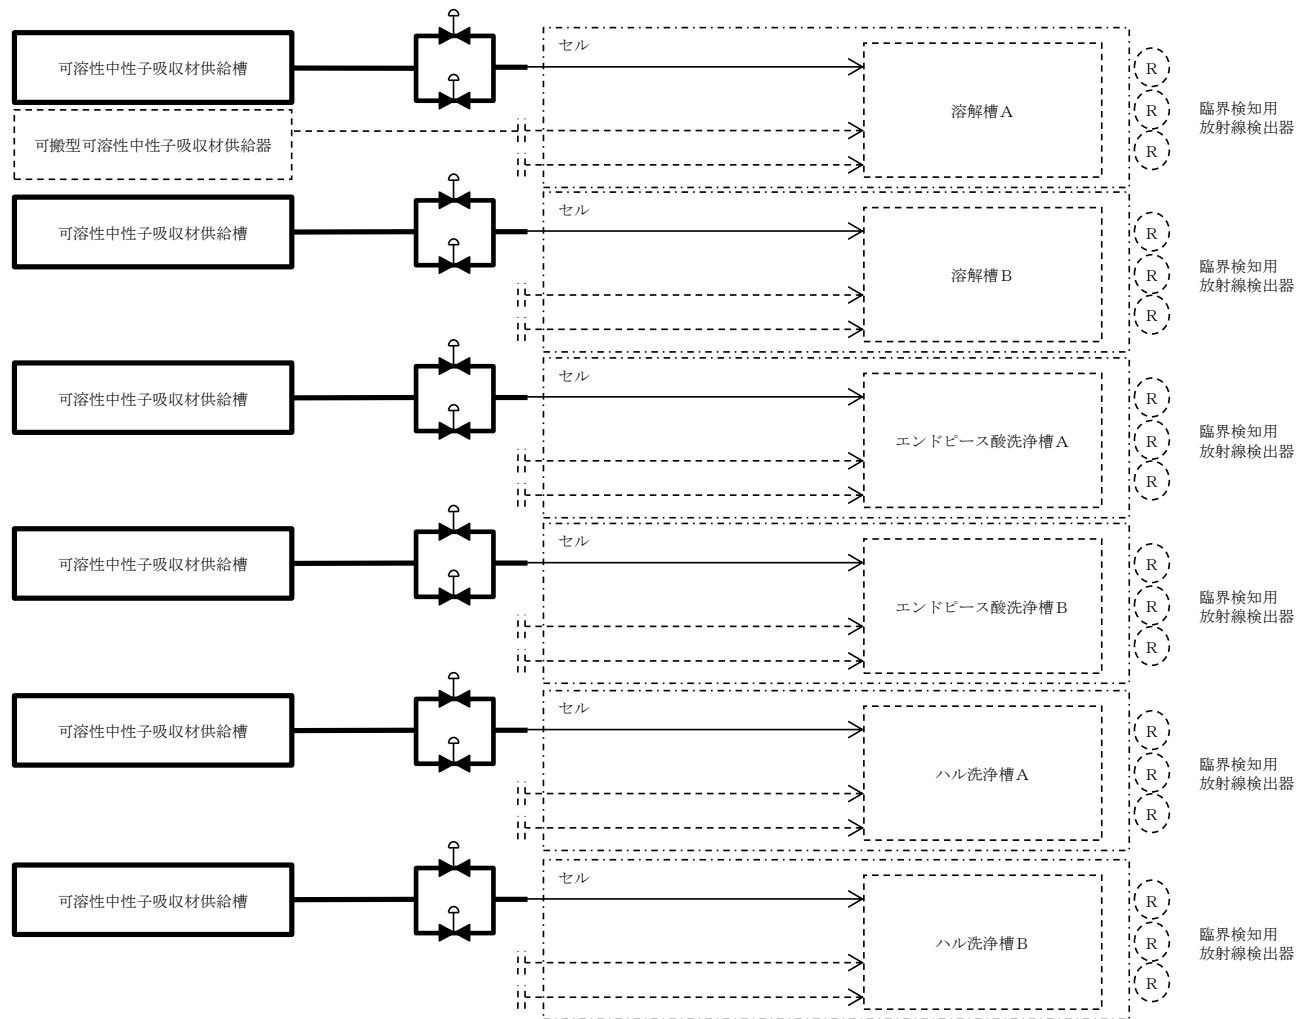 可溶性中性子吸収材供給槽
セル
溶解槽A
R
R
R
臨界検知用
放射線検出器
可搬型可溶性中性子吸収材供給器
可溶性中性子吸収材供給槽
セル
溶解槽B
R
R
R
臨界検知用
放射線検出器
可溶性中性子吸収材供給槽
セル
エンドピース酸洗浄槽A
R
R
R
臨界検知用
放射線検出器
可溶性中性子吸収材供給槽
セル
エンドピース酸洗浄槽B
R
R
R
臨界検知用
放射線検出器
可溶性中性子吸収材供給槽
セル
ハル洗浄槽A
R
R
R
臨界検知用
放射線検出器
可溶性中性子吸収材供給槽
セル
ハル洗浄槽B
R
R
R
臨界検知用
放射線検出器